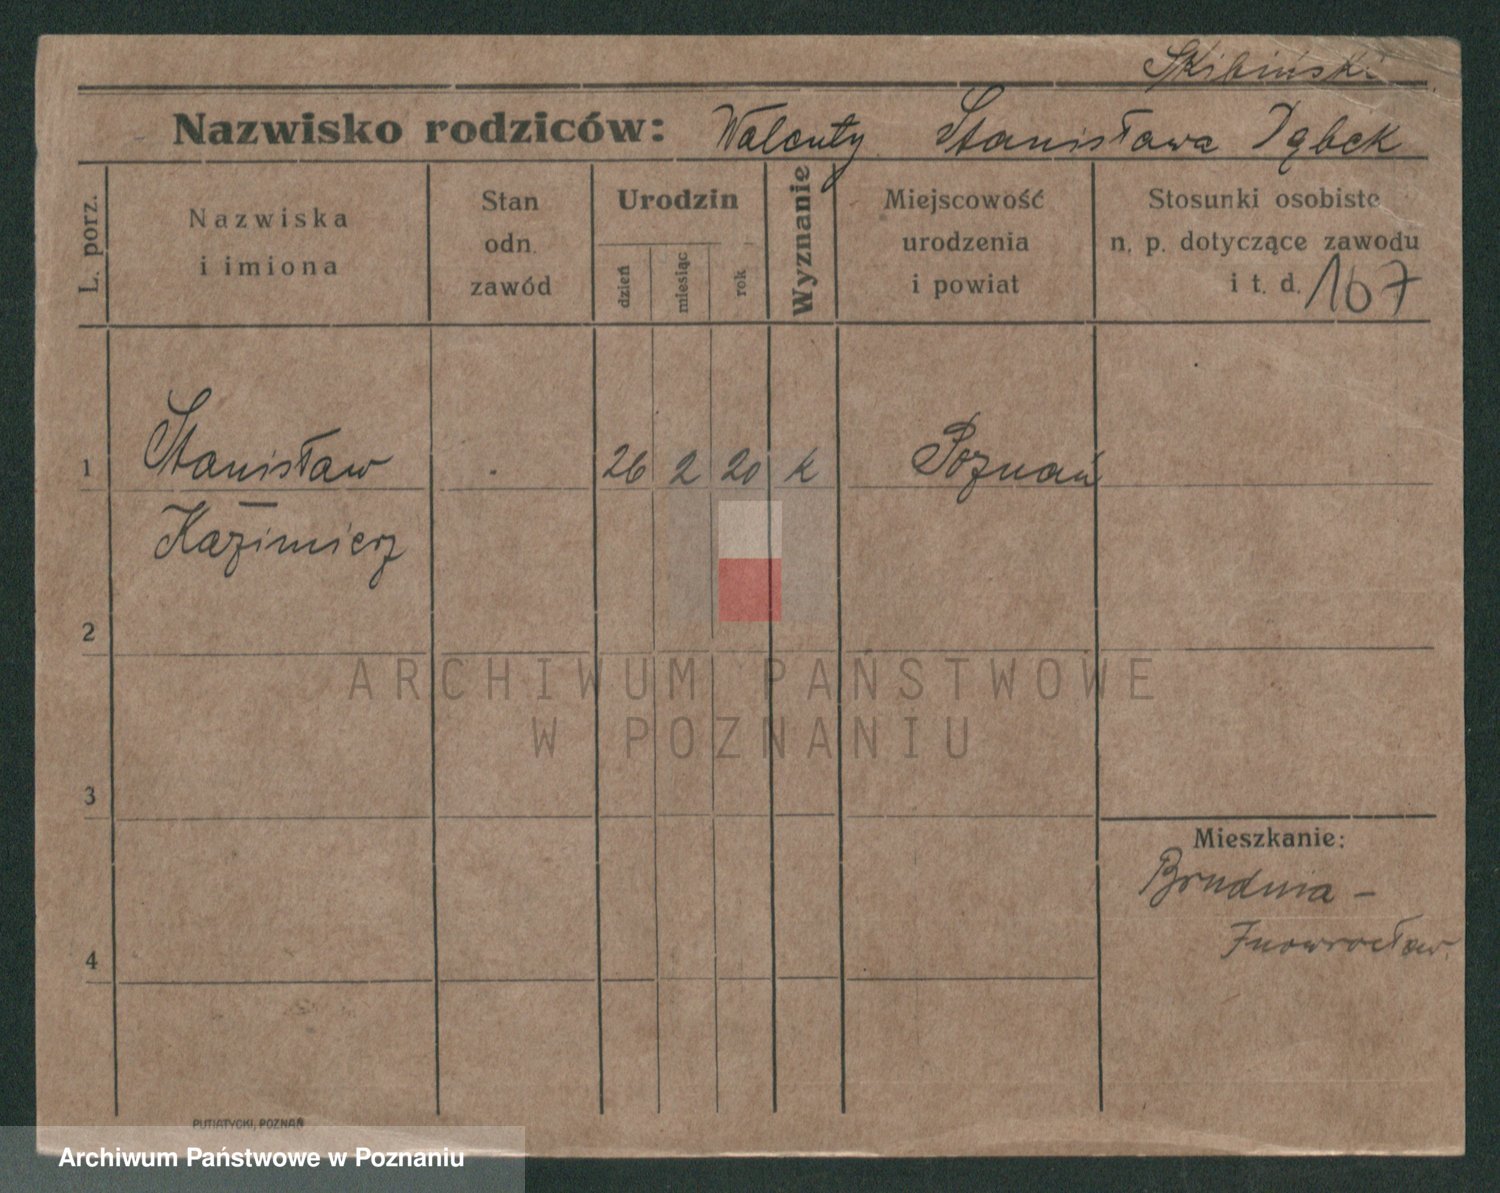 Skibiński
Nazwisko rodziców: Walenty Stanisława Dąbek
L. porz.
Nazwiska
i imiona
Stan
odn.
zawód
Urodzin
dzień
miesiąc
rok
Wyznanie
Miejscowość
urodzenia
i powiat
Stosunki osobiste
n. p. dotyczące zawodu
i t. d. 167
1 Stanisław . 26 2 20 k Poznań
Kazimierz
2
ARCHIWUM PAŃSTWOWE
W POZNANIU
3
Mieszkanie:
Brudnia –
Inowrocław.
4
PUTIATYCKI, POZNAŃ
Archiwum Państwowe w Poznaniu